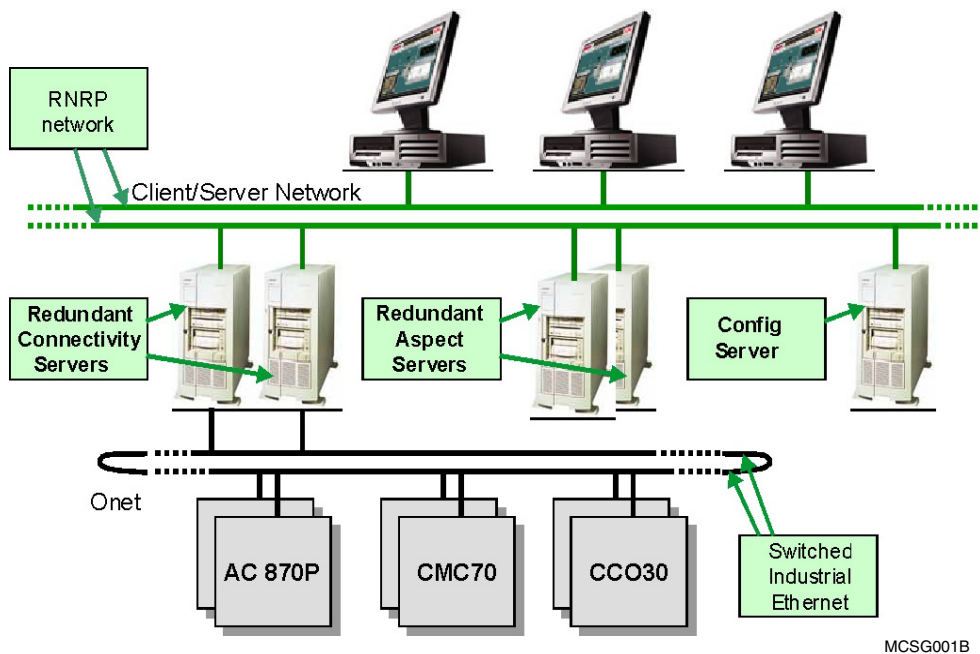 RNRP
network
Client/Server Network
Redundant
Connectivity
Servers
Redundant
Aspect
Servers
Config
Server
Onet
AC 870P
CMC70
CCO30
Switched
Industrial
Ethernet
MCSG001B